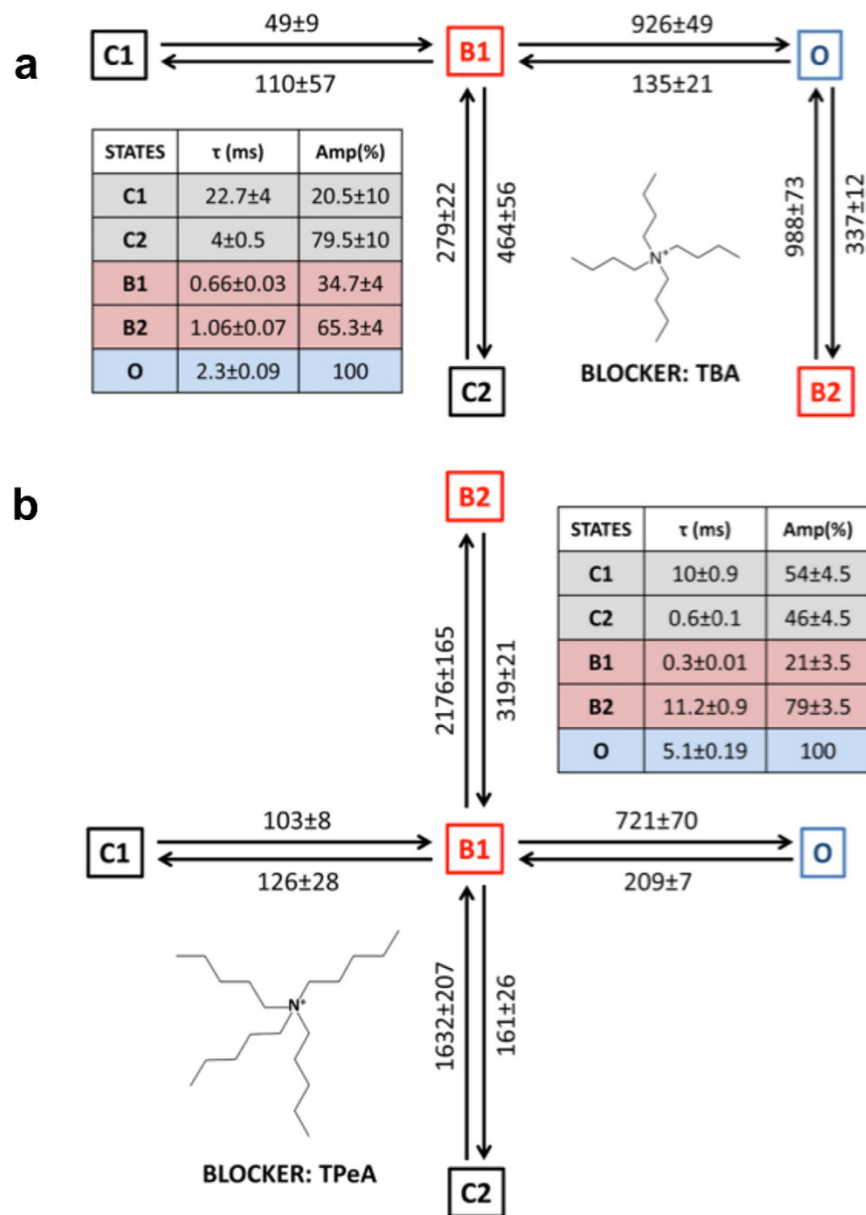 a
C1
49±9
110±57
B1
926±49
135±21
O
STATES τ (ms) Amp(%)
C1 22.7±4 20.5±10
C2 4±0.5 79.5±10
B1 0.66±0.03 34.7±4
B2 1.06±0.07 65.3±4
O 2.3±0.09 100
279±22
464±56
N+
988±73
337±12
BLOCKER: TBA
C2
B2
b
B2
STATES τ (ms) Amp(%)
C1 10±0.9 54±4.5
C2 0.6±0.1 46±4.5
B1 0.3±0.01 21±3.5
B2 11.2±0.9 79±3.5
O 5.1±0.19 100
2176±165
319±21
C1
103±8
126±28
B1
721±70
209±7
O
N+
1632±207
161±26
BLOCKER: TPeA
C2